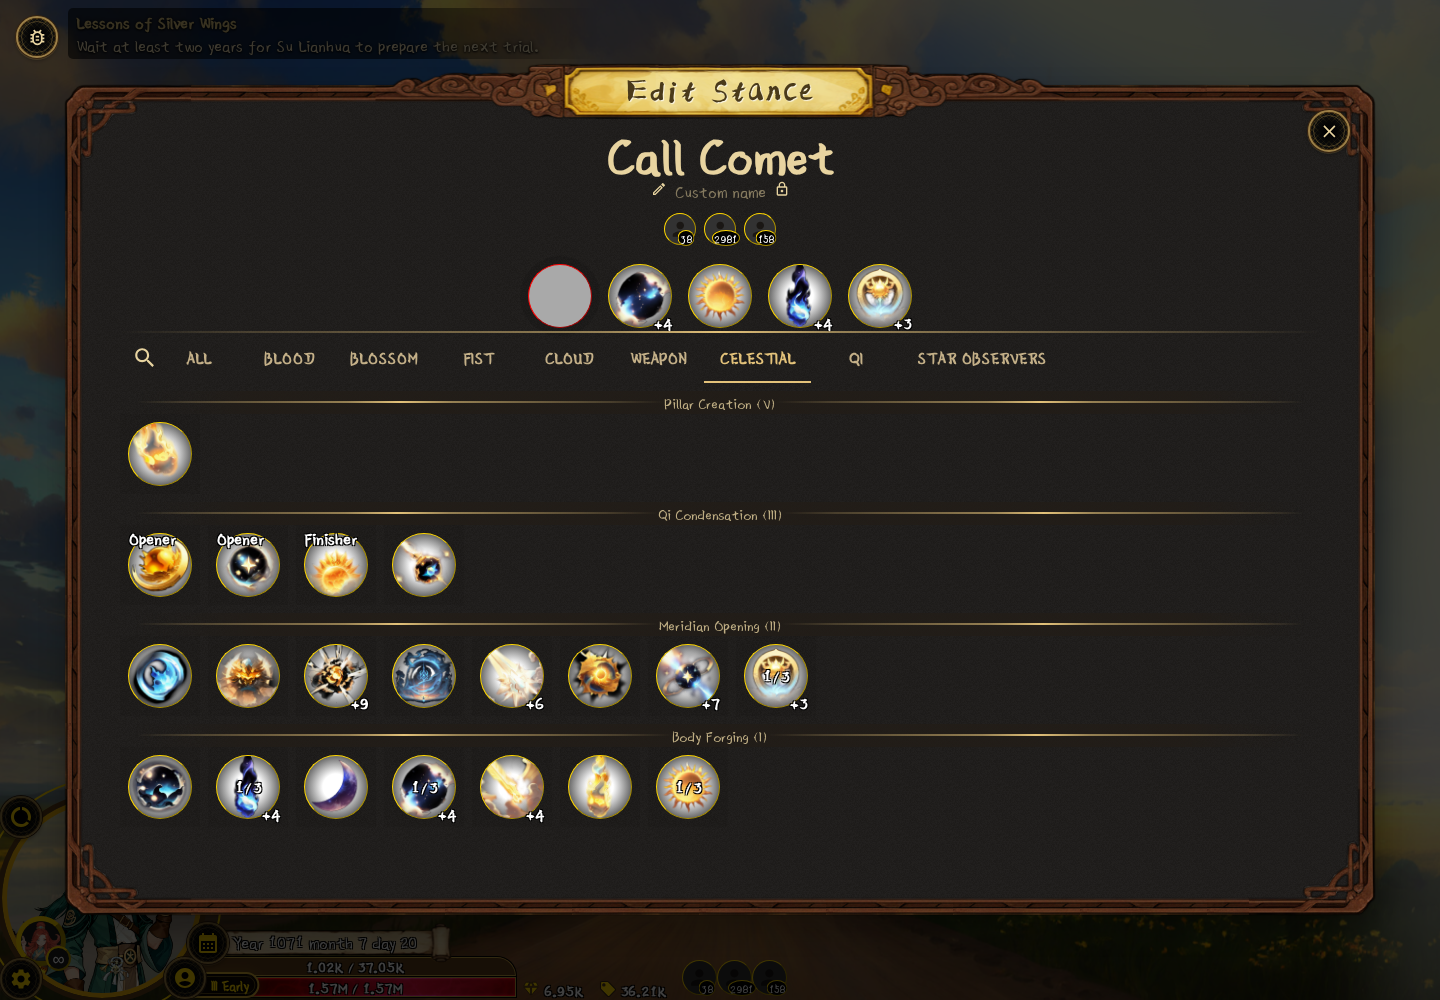 Lessons of Silver Wings
Wait at least two years for Su Lianhua to prepare the next trial.
Edit Stance
Call Comet
Custom name
38 2981 158
+4 +4 +3
ALL BLOOD BLOSSOM FIST CLOUD WEAPON CELESTIAL QI STAR OBSERVERS
Pillar Creation (V)
Qi Condensation (III)
Opener Opener Finisher
Meridian Opening (II)
1/3
+9 +6 +7 +3
Body Forging (I)
1/3 1/3 1/3
+4 +4 +4
Year 1071 month 7 day 20
1.02K / 37.05K
III Early
1.57M / 1.57M
6.95K 36.21K
38 2981 158